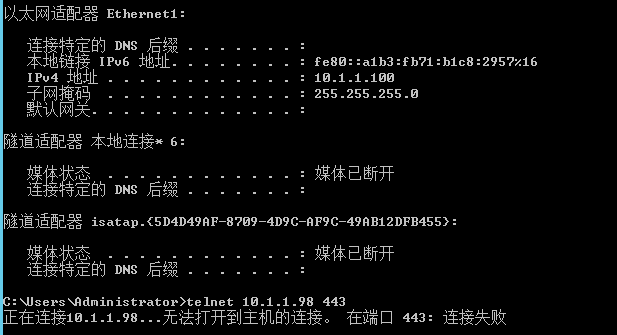 以太网适配器 Ethernet1:
连接特定的 DNS 后缀 . . . . . . . :
本地链接 IPv6 地址. . . . . . . . : fe80::a1b3:fb71:b1c8:2957%16
IPv4 地址 . . . . . . . . . . . . : 10.1.1.100
子网掩码  . . . . . . . . . . . . : 255.255.255.0
默认网关. . . . . . . . . . . . . :
隧道适配器 本地连接* 6:
媒体状态  . . . . . . . . . . . . : 媒体已断开
连接特定的 DNS 后缀 . . . . . . . :
隧道适配器 isatap.{5D4D49AF-8709-4D9C-AF9C-49AB12DFB455}:
媒体状态  . . . . . . . . . . . . : 媒体已断开
连接特定的 DNS 后缀 . . . . . . . :
C:\Users\Administrator>telnet 10.1.1.98 443
正在连接10.1.1.98...无法打开到主机的连接。 在端口 443: 连接失败